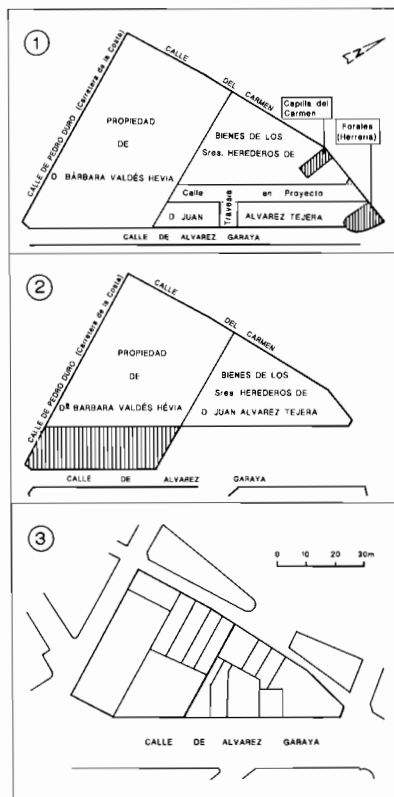 1
CALLE DEL CARMEN
N
CALLE DE PEDRO DURO (Carretera de la Costa)
Capilla del
Carmen
Forales
(Herrería)
PROPIEDAD
DE
D BÁRBARA VALDÉS HEVIA
BIENES DE LOS
Sres. HEREDEROS DE
Calle en Proyecto
Travesía
D JUAN ALVAREZ TEJERA
CALLE DE ALVAREZ GARAYA
2
CALLE DEL CARMEN
CALLE DE PEDRO DURO (Carretera de la Costa)
PROPIEDAD
DE
Dª BARBARA VALDÉS HÉVIA
BIENES DE LOS
Sres HEREDEROS DE
D JUAN ALVAREZ TEJERA
CALLE DE ALVAREZ GARAYA
3
0 10 20 30m
CALLE DE ALVAREZ GARAYA